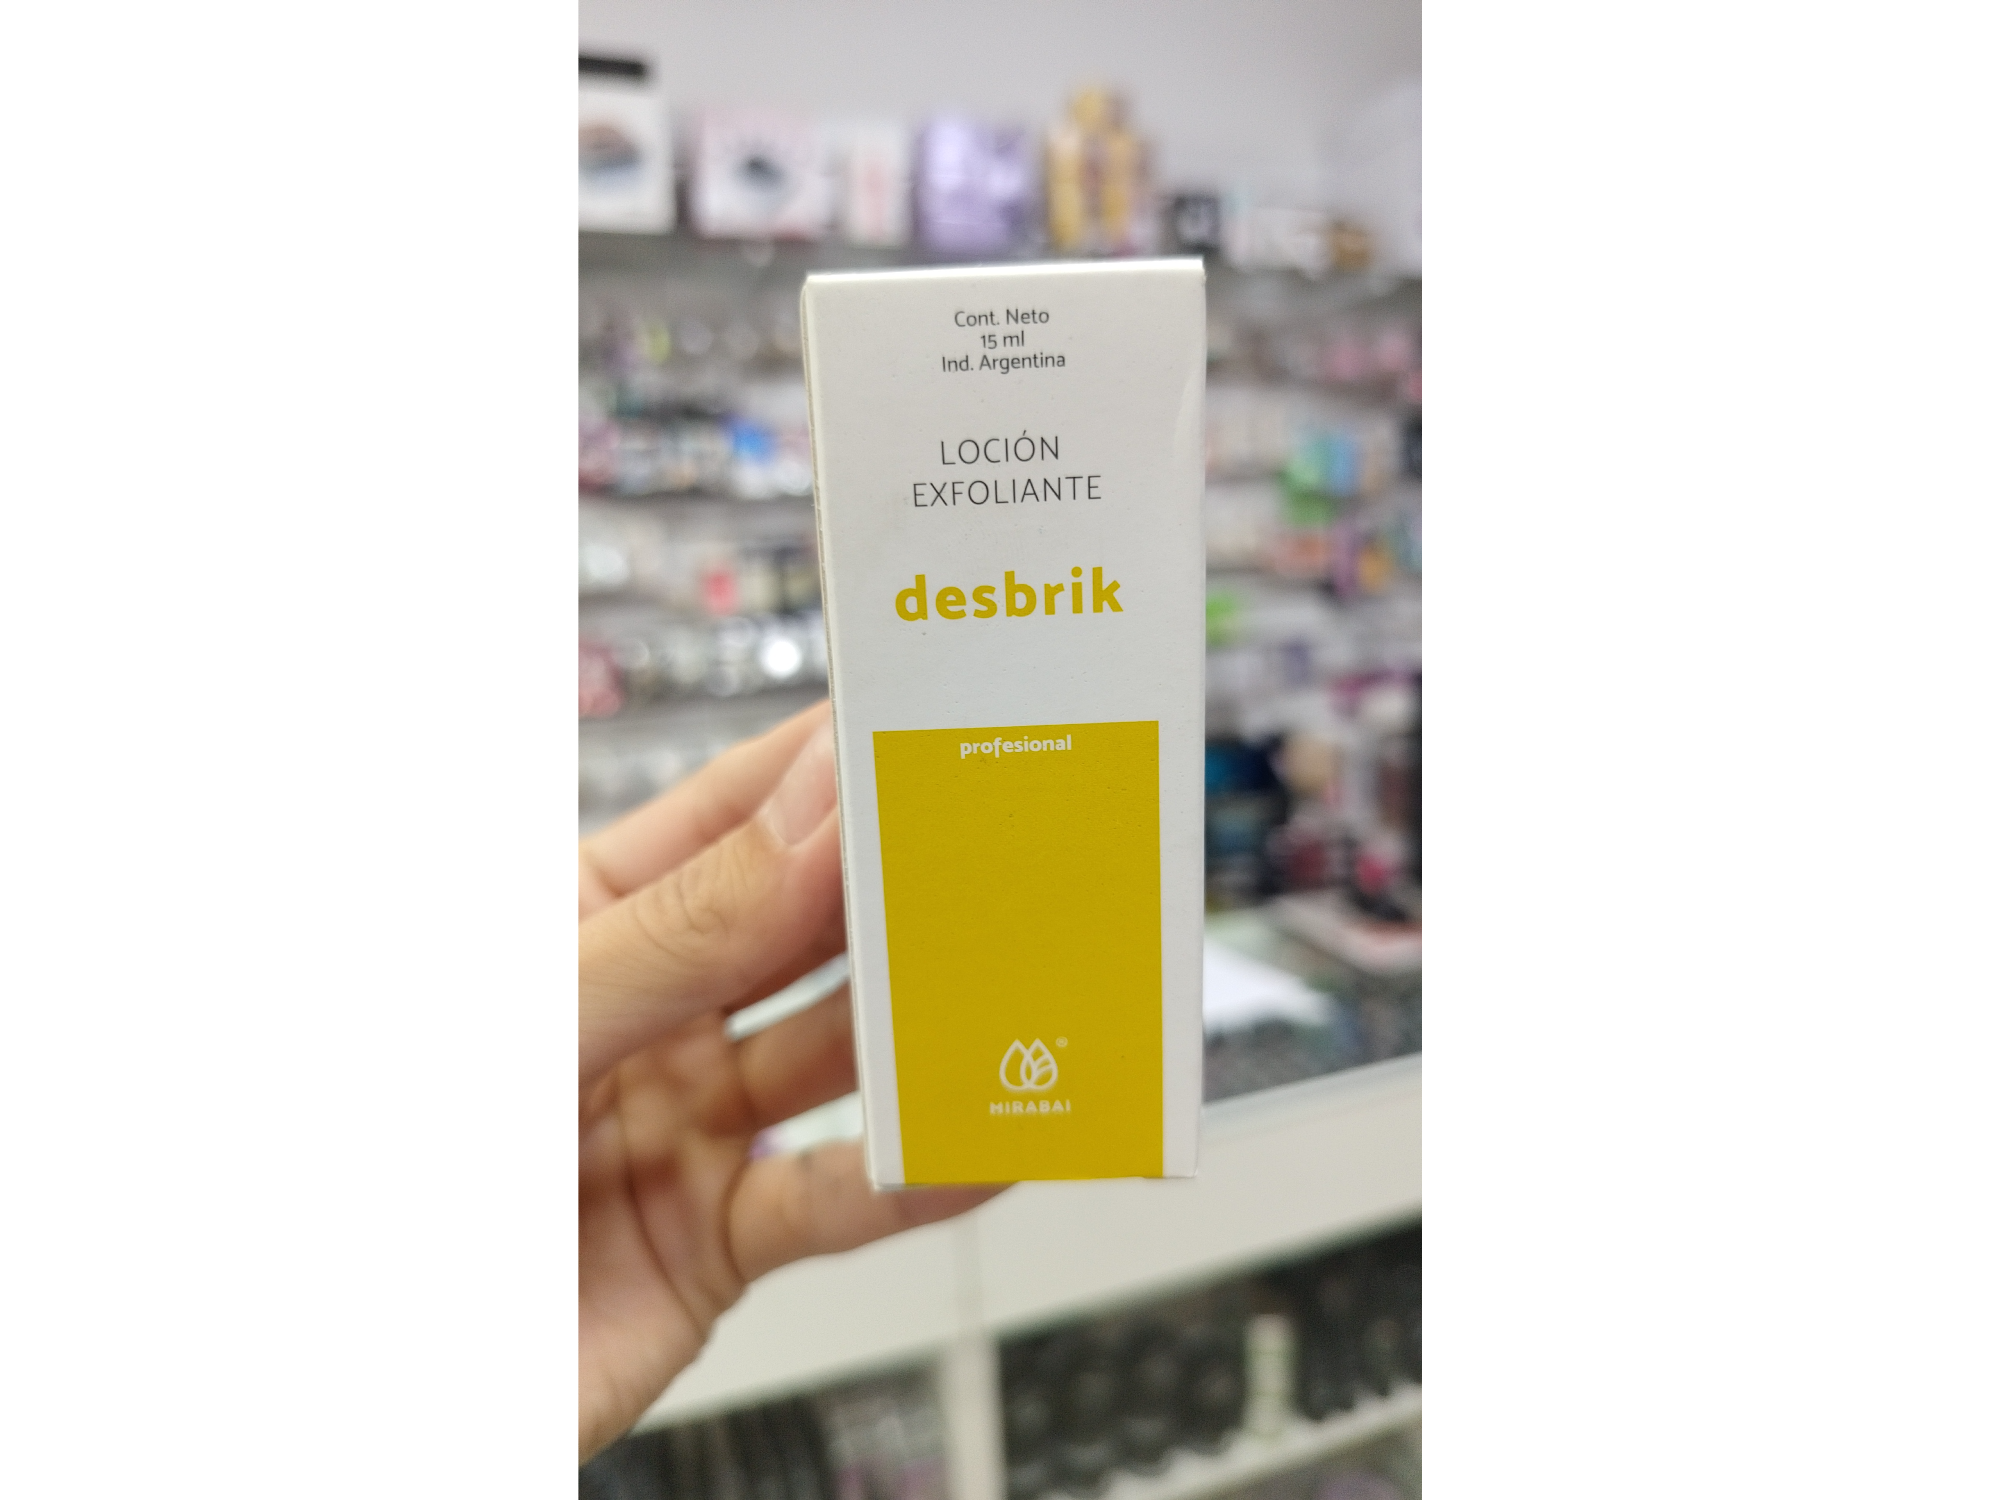 Cont. Neto
15 ml
Ind. Argentina
LOCIÓN
EXFOLIANTE
desbrik
profesional
®
MIRABAI